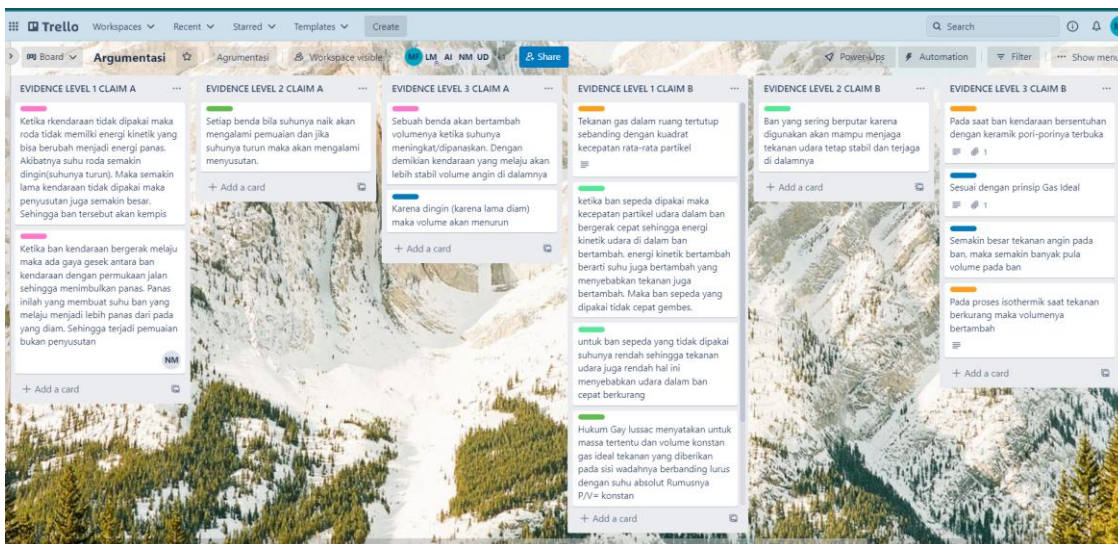 Trello
Workspaces
Recent
Starred
Templates
Create
Search
Board
Argumentasi
Agrumentasi
Workspace visible
MF LM AI NM UD
Share
Power-Ups
Automation
Filter
Show menu
EVIDENCE LEVEL 1 CLAIM A
Ketika rkendaraan tidak dipakai maka
roda tidak memilki energi kinetik yang
bisa berubah menjadi energi panas.
Akibatnya suhu roda semakin
dingin(suhunya turun). Maka semakin
lama kendaraan tidak dipakai maka
penyusutan juga semakin besar.
Sehingga ban tersebut akan kempis
Ketika ban kendaraan bergerak melaju
maka ada gaya gesek antara ban
kendaraan dengan permukaan jalan
sehingga menimbulkan panas. Panas
inilah yang membuat suhu ban yang
melaju menjadi lebih panas dari pada
yang diam. Sehingga terjadi pemuaian
bukan penyusutan
NM
+ Add a card
EVIDENCE LEVEL 2 CLAIM A
Setiap benda bila suhunya naik akan
mengalami pemuaian dan jika
suhunya turun maka akan mengalami
menyusutan.
+ Add a card
EVIDENCE LEVEL 3 CLAIM A
Sebuah benda akan bertambah
volumenya ketika suhunya
meningkat/dipanaskan. Dengan
demikian kendaraan yang melaju akan
lebih stabil volume angin di dalamnya
Karena dingin (karena lama diam)
maka volume akan menurun
+ Add a card
EVIDENCE LEVEL 1 CLAIM B
Tekanan gas dalam ruang tertutup
sebanding dengan kuadrat
kecepatan rata-rata partikel
ketika ban sepeda dipakai maka
kecepatan partikel udara dalam ban
bergerak cepat sehingga energi
kinetik udara di dalam ban
bertambah. energi kinetik bertambah
berarti suhu juga bertambah yang
menyebabkan tekanan juga
bertambah. Maka ban sepeda yang
dipakai tidak cepat gembes.
untuk ban sepeda yang tidak dipakai
suhunya rendah sehingga tekanan
udara juga rendah hal ini
menyebabkan udara dalam ban
cepat berkurang
Hukum Gay lussac menyatakan untuk
massa tertentu dan volume konstan
gas ideal tekanan yang diberikan
pada sisi wadahnya berbanding lurus
dengan suhu absolut Rumusnya
P/V= konstan
+ Add a card
EVIDENCE LEVEL 2 CLAIM B
Ban yang sering berputar karena
digunakan akan mampu menjaga
tekanan udara tetap stabil dan terjaga
di dalamnya
+ Add a card
EVIDENCE LEVEL 3 CLAIM B
Pada saat ban kendaraan bersentuhan
dengan keramik pori-porinya terbuka
1
Sesuai dengan prinsip Gas Ideal
1
Semakin besar tekanan angin pada
ban, maka semakin banyak pula
volume pada ban
Pada proses isothermik saat tekanan
berkurang maka volumenya
bertambah
+ Add a card